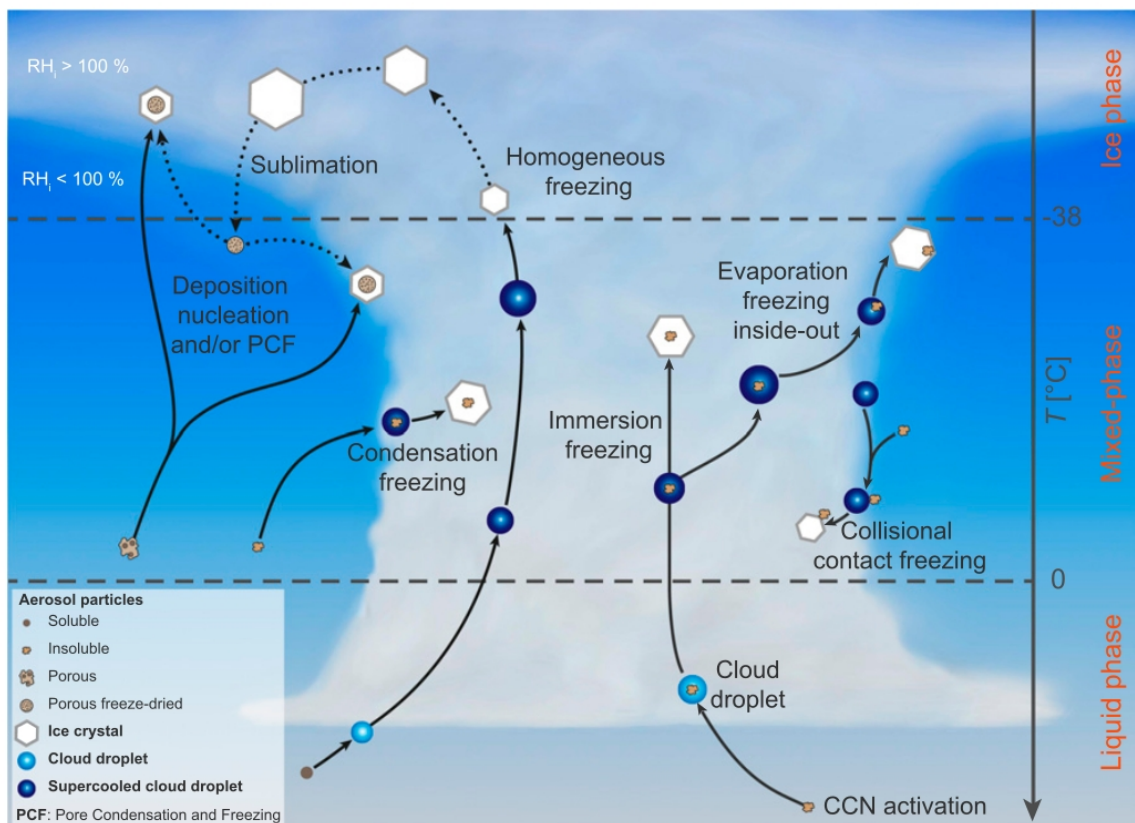 RHi > 100 %
RHi < 100 %
Sublimation
Homogeneous
freezing
Ice phase
-38
Deposition
nucleation
and/or PCF
Evaporation
freezing
inside-out
T [°C]
Mixed-phase
Immersion
freezing
Condensation
freezing
Collisional
contact freezing
0
Aerosol particles
Soluble
Insoluble
Porous
Porous freeze-dried
Ice crystal
Cloud droplet
Supercooled cloud droplet
PCF: Pore Condensation and Freezing
Cloud
droplet
CCN activation
Liquid phase